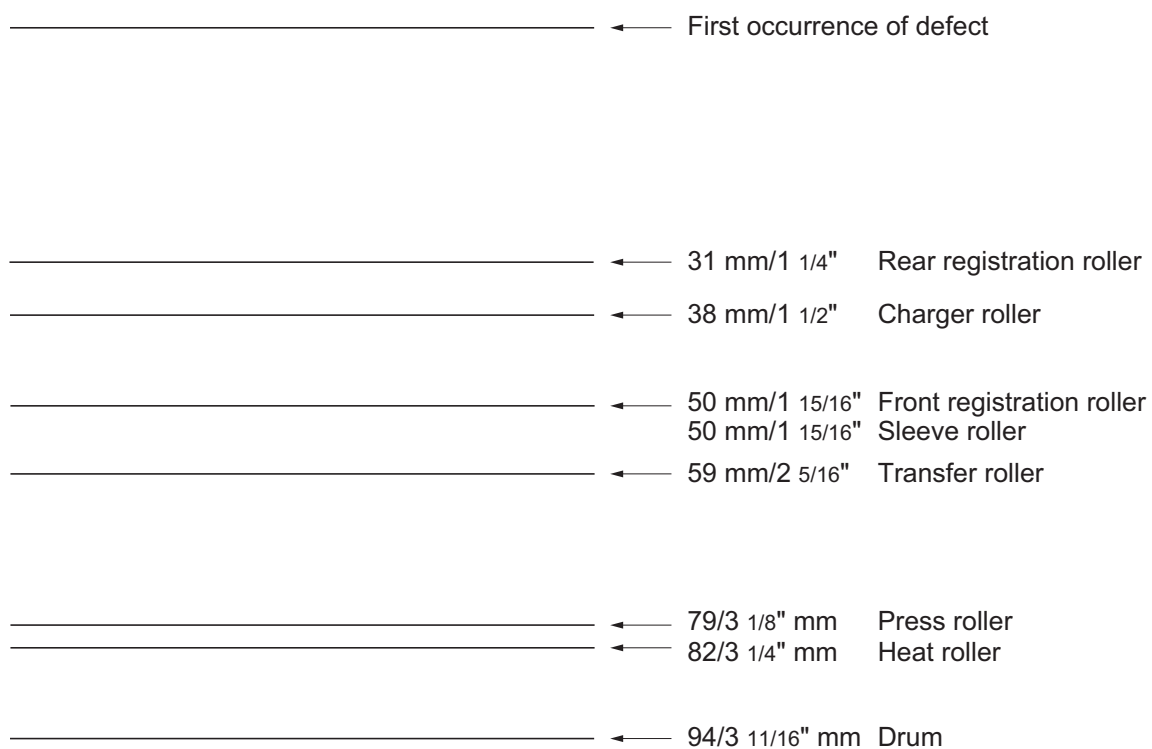 First occurrence of defect
31 mm/1 1/4" Rear registration roller
38 mm/1 1/2" Charger roller
50 mm/1 15/16" Front registration roller
50 mm/1 15/16" Sleeve roller
59 mm/2 5/16" Transfer roller
79/3 1/8" mm Press roller
82/3 1/4" mm Heat roller
94/3 11/16" mm Drum